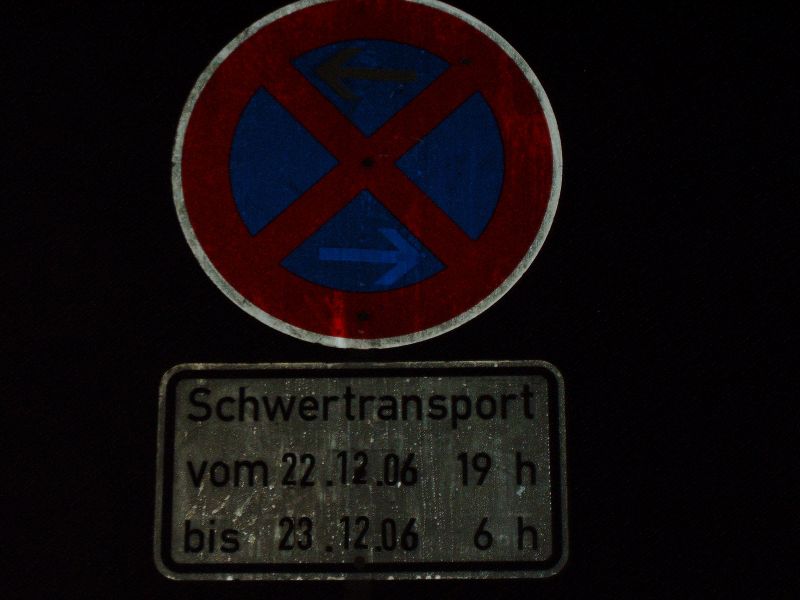 Schwertransport
vom 22.12.06 19 h
bis 23.12.06 6 h